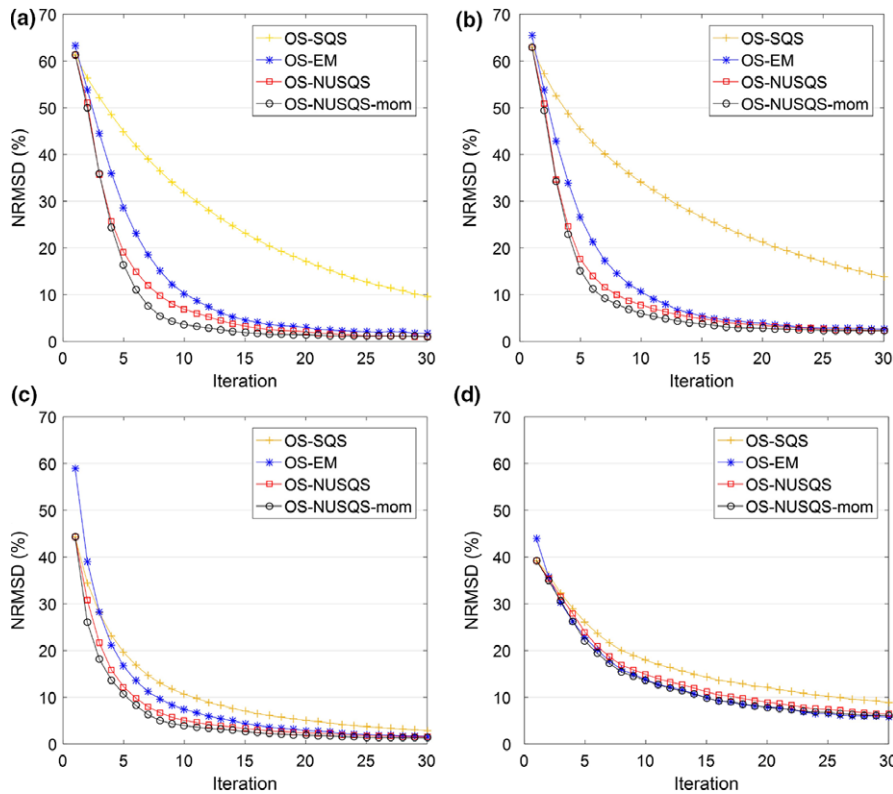 (a)
70
60
50
40
30
20
10
0
NRMSD (%)
OS-SQS
OS-EM
OS-NUSQS
OS-NUSQS-mom
0 5 10 15 20 25 30
Iteration
(b)
70
60
50
40
30
20
10
0
NRMSD (%)
OS-SQS
OS-EM
OS-NUSQS
OS-NUSQS-mom
0 5 10 15 20 25 30
Iteration
(c)
70
60
50
40
30
20
10
0
NRMSD (%)
OS-SQS
OS-EM
OS-NUSQS
OS-NUSQS-mom
0 5 10 15 20 25 30
Iteration
(d)
70
60
50
40
30
20
10
0
NRMSD (%)
OS-SQS
OS-EM
OS-NUSQS
OS-NUSQS-mom
0 5 10 15 20 25 30
Iteration